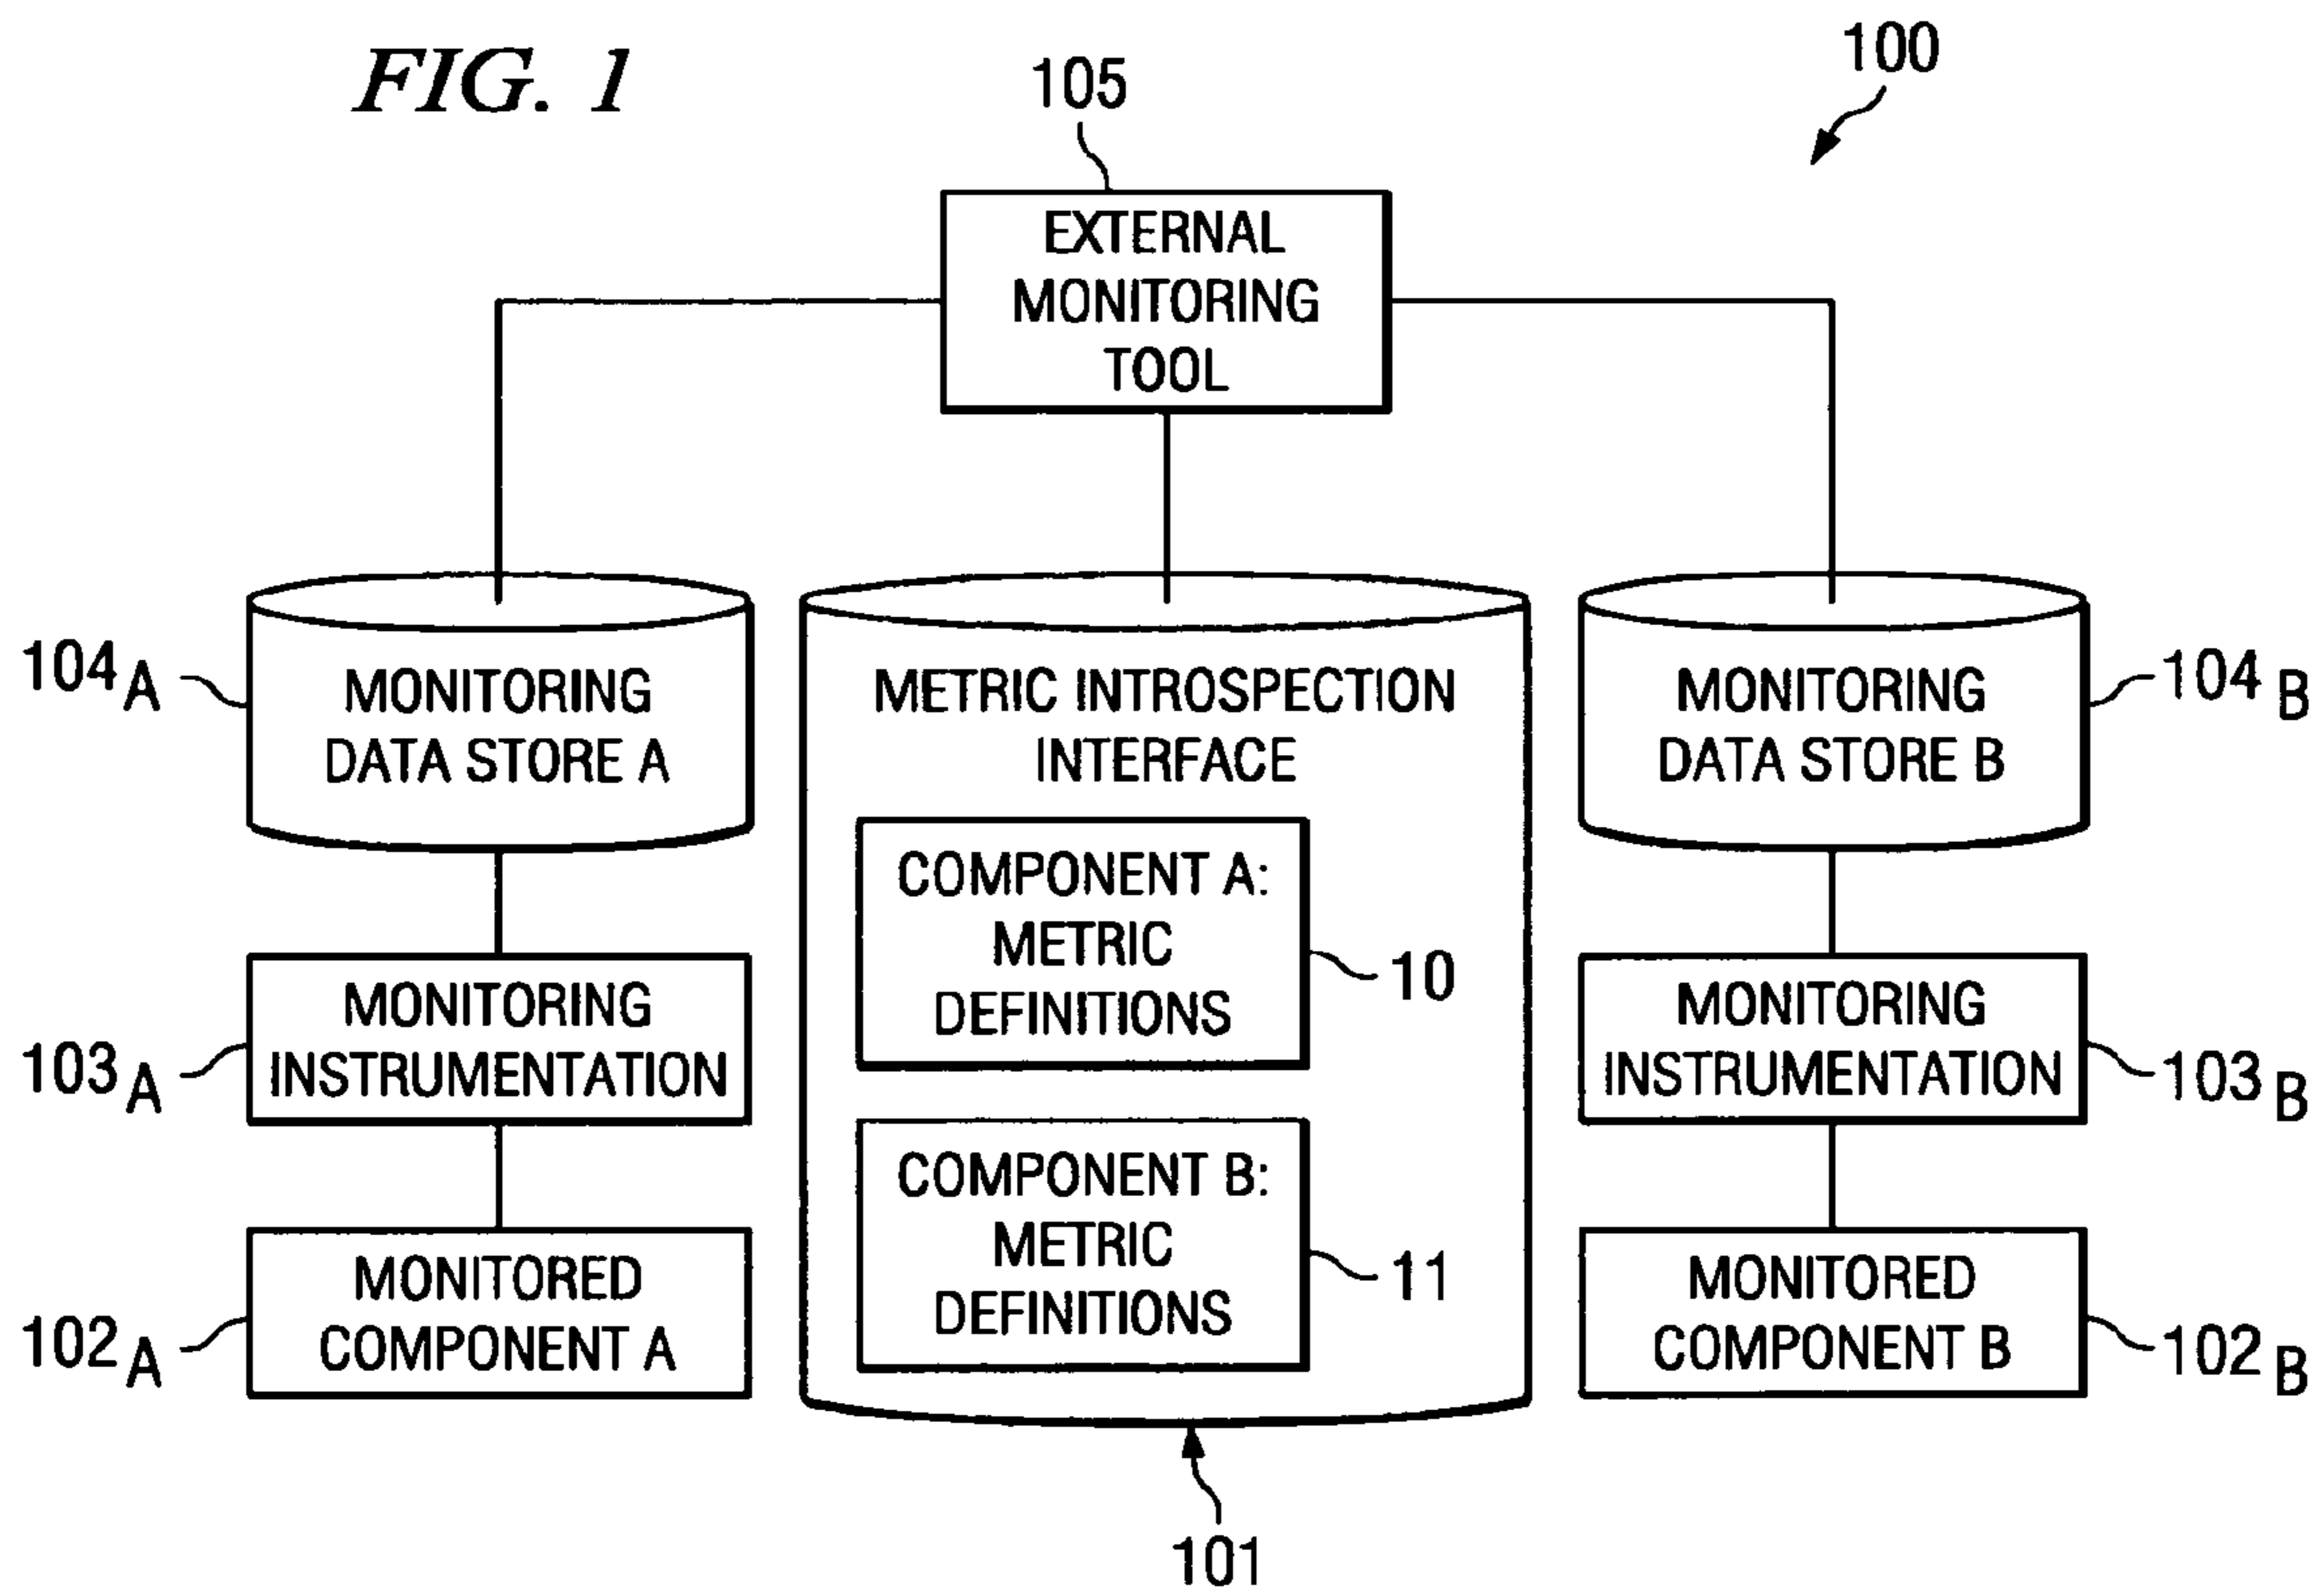 FIG. 1
100
105
EXTERNAL
MONITORING
TOOL
104A
MONITORING
DATA STORE A
METRIC INTROSPECTION
INTERFACE
MONITORING
DATA STORE B
104B
COMPONENT A:
METRIC
DEFINITIONS
10
103A
MONITORING
INSTRUMENTATION
MONITORING
INSTRUMENTATION
103B
COMPONENT B:
METRIC
DEFINITIONS
11
102A
MONITORED
COMPONENT A
MONITORED
COMPONENT B
102B
101